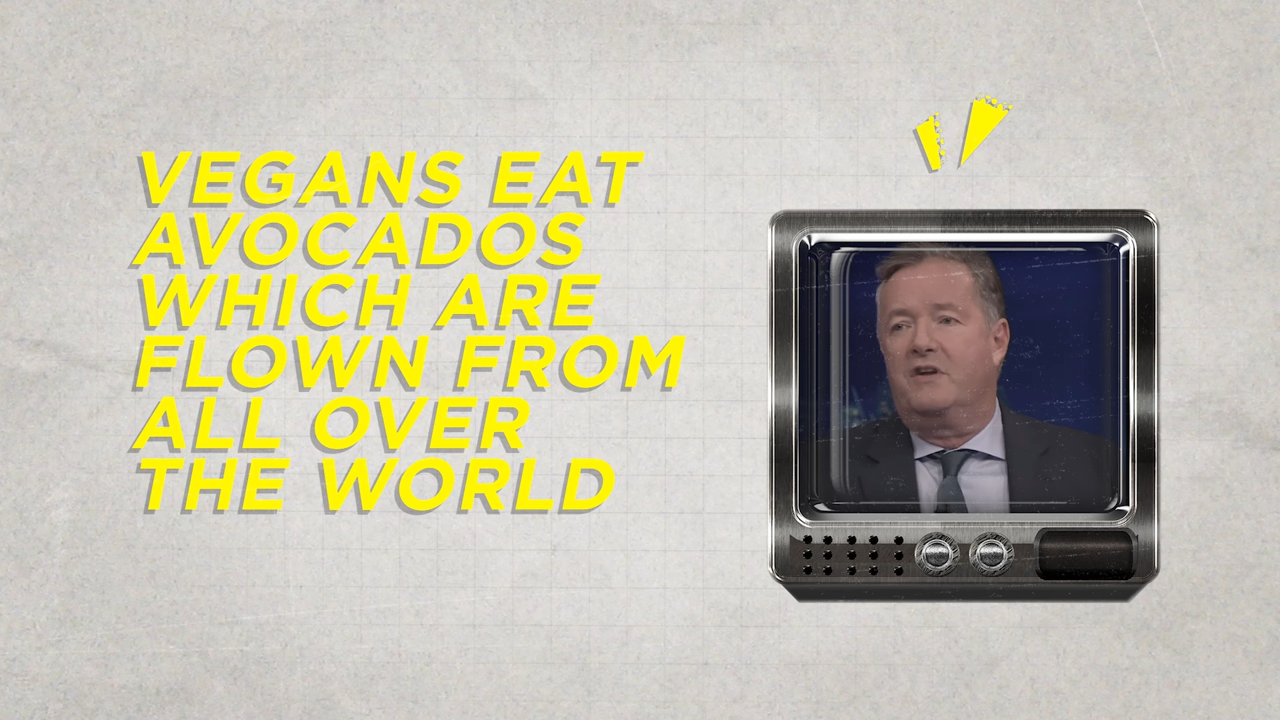 VEGANS EAT
AVOCADOS
WHICH ARE
FLOWN FROM
ALL OVER
THE WORLD